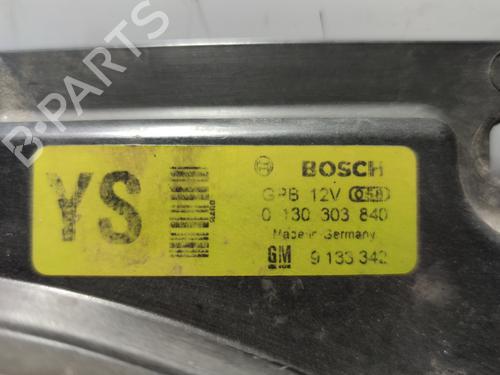 B-PARTS
YS
BOSCH
GPB 12V
0 130 303 840
Made in Germany
GM 9 133 342